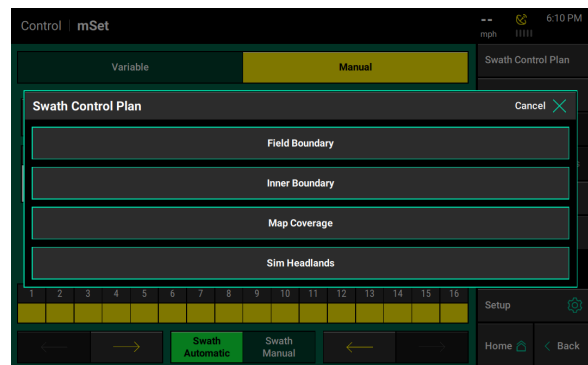 Control | mSet
--
mph
6:10 PM
Variable
Manual
Swath Control Plan
Swath Control Plan
Cancel
Field Boundary
Inner Boundary
Map Coverage
Sim Headlands
1 2 3 4 5 6 7 8 9 10 11 12 13 14 15 16
Setup
Swath Automatic
Swath Manual
Home
< Back